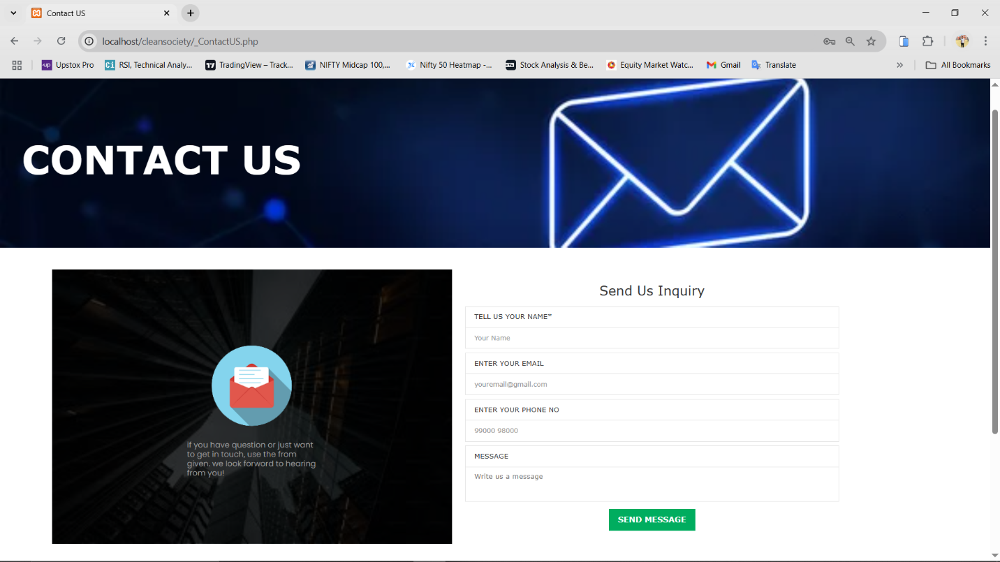 Contact US
localhost/cleansociety/_ContactUS.php
Upstox Pro
RSI, Technical Analy...
TradingView – Track...
NIFTY Midcap 100,...
Nifty 50 Heatmap -...
Stock Analysis & Be...
Equity Market Watc...
Gmail
Translate
All Bookmarks
CONTACT US
if you have question or just want
to get in touch, use the from
given. we look forward to hearing
from you!
Send Us Inquiry
TELL US YOUR NAME*
Your Name
ENTER YOUR EMAIL
youremail@gmail.com
ENTER YOUR PHONE NO
99000 98000
MESSAGE
Write us a message
SEND MESSAGE